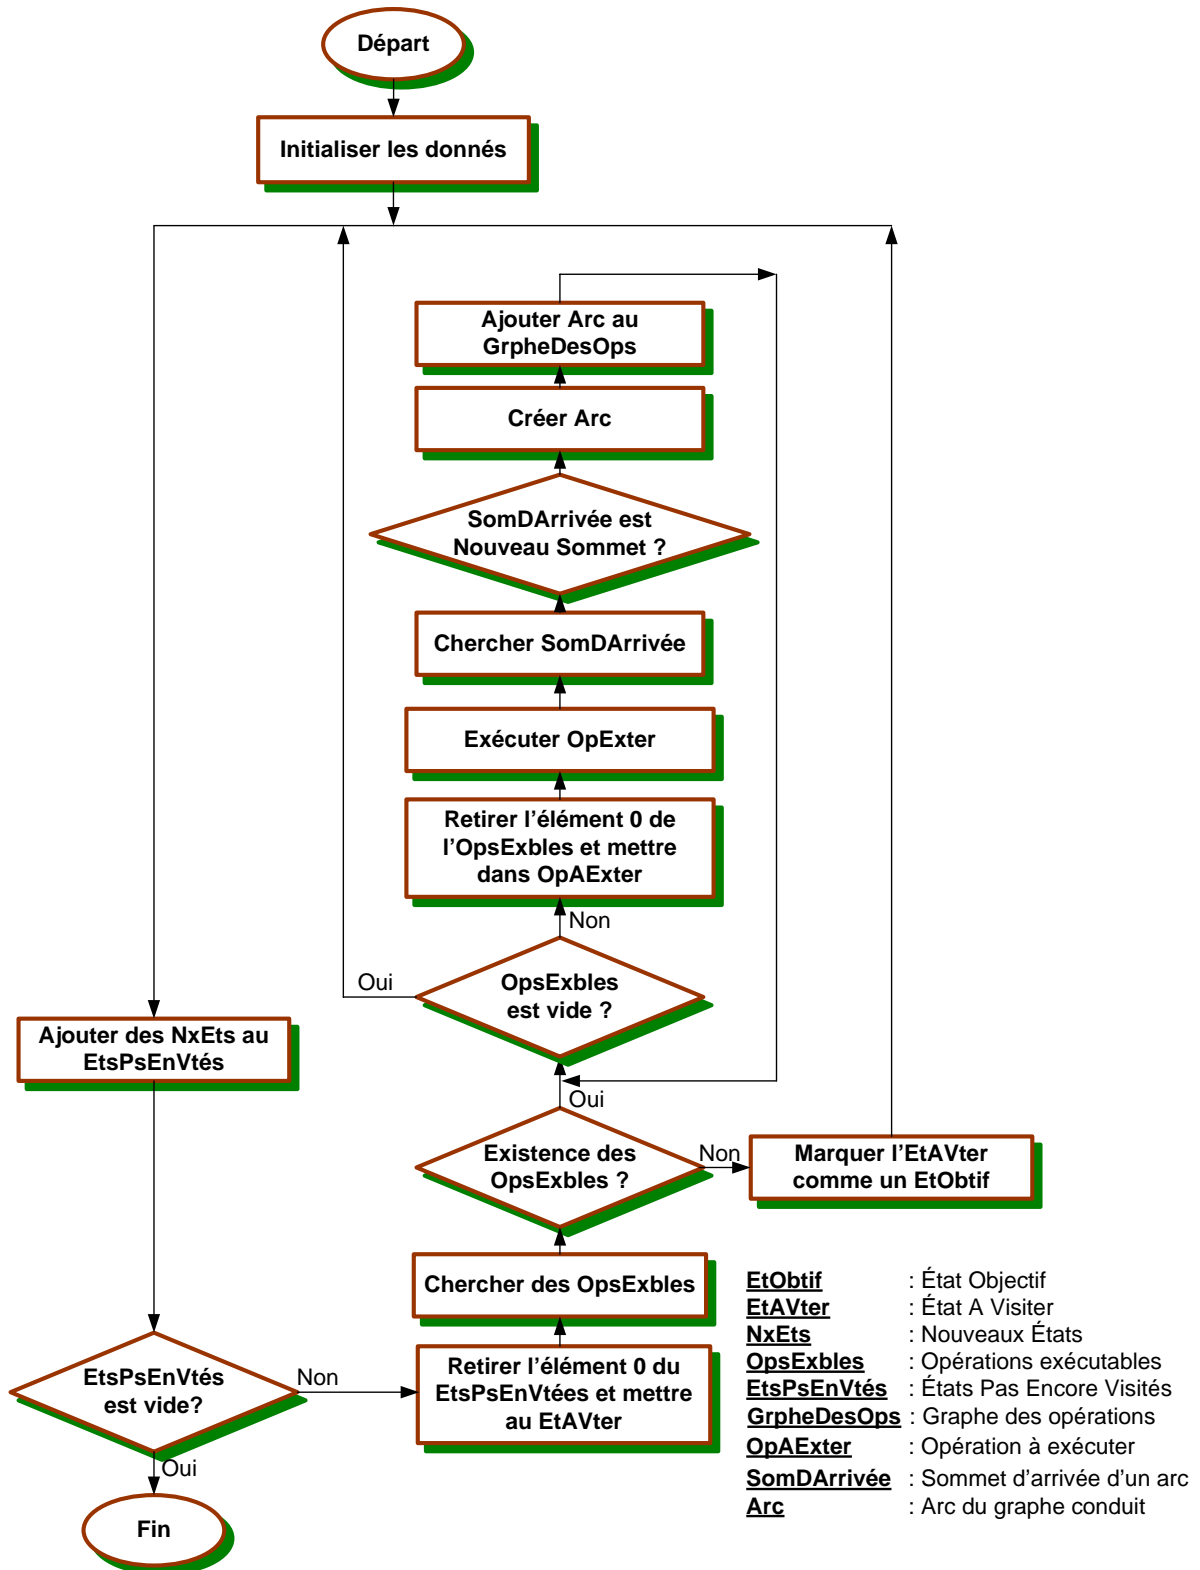 Départ
Initialiser les donnés
Ajouter Arc au
GrpheDesOps
Créer Arc
SomDArrivée est
Nouveau Sommet ?
Chercher SomDArrivée
Exécuter OpExter
Retirer l'élément 0 de
l'OpsExbles et mettre
dans OpAExter
Non
Oui
OpsExbles
est vide ?
Ajouter des NxEts au
EtsPsEnVtés
Oui
Existence des
OpsExbles ?
Non
Marquer l'EtAVter
comme un EtObtif
Chercher des OpsExbles
EtsPsEnVtés
est vide?
Non
Retirer l'élément 0 du
EtsPsEnVtées et mettre
au EtAVter
Oui
Fin
EtObtif : État Objectif
EtAVter : État A Visiter
NxEts : Nouveaux États
OpsExbles : Opérations exécutables
EtsPsEnVtés : États Pas Encore Visités
GrpheDesOps : Graphe des opérations
OpAExter : Opération à exécuter
SomDArrivée : Sommet d'arrivée d'un arc
Arc : Arc du graphe conduit